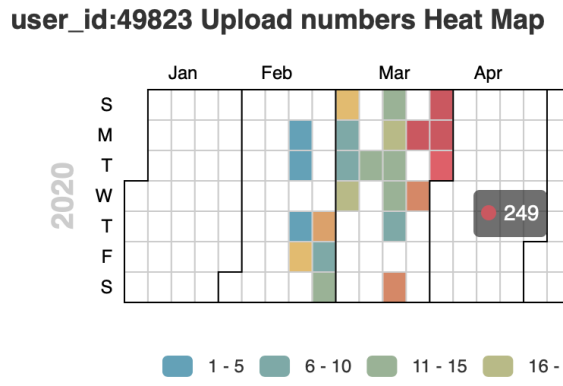 user_id:49823 Upload numbers Heat Map
Jan Feb Mar Apr
2020
S
M
T
W
T
F
S
249
1 - 5 6 - 10 11 - 15 16 -